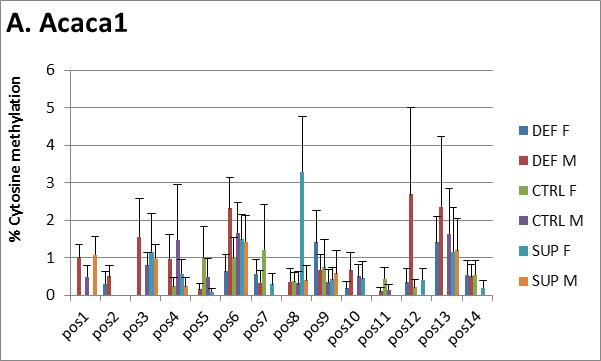 A. Acaca1
6
5
4
3
2
1
0
% Cytosine methylation
pos1
pos2
pos3
pos4
pos5
pos6
pos7
pos8
pos9
pos10
pos11
pos12
pos13
pos14
DEF F
DEF M
CTRL F
CTRL M
SUP F
SUP M